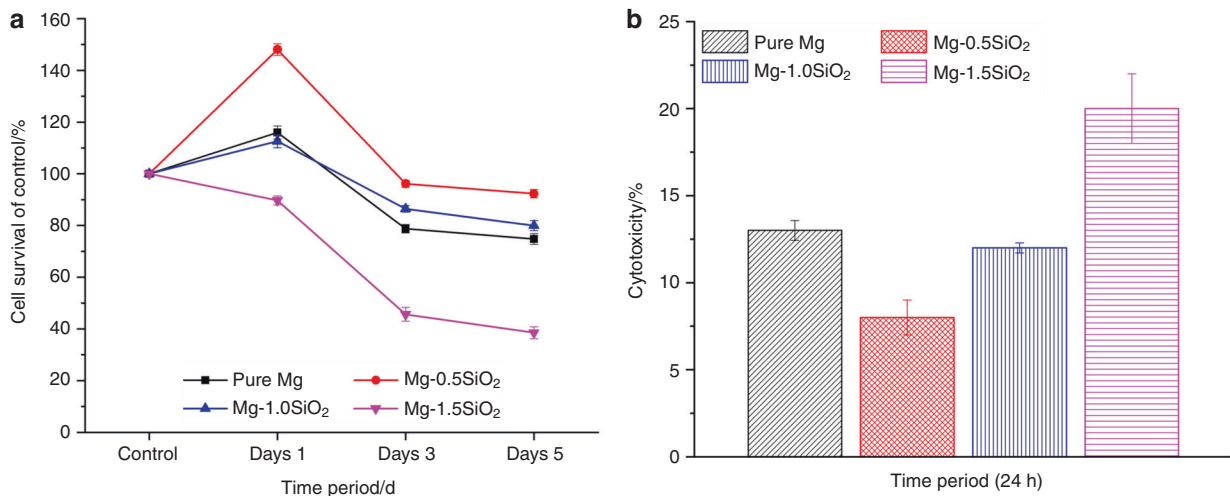 a
160
140
120
100
80
60
40
20
0
Cell survival of control/%
Pure Mg
Mg-0.5SiO₂
Mg-1.0SiO₂
Mg-1.5SiO₂
Control
Days 1
Days 3
Days 5
Time period/d
b
25
20
15
10
5
0
Cytotoxicity/%
Pure Mg
Mg-0.5SiO₂
Mg-1.0SiO₂
Mg-1.5SiO₂
Time period (24 h)